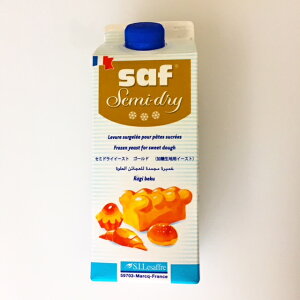 saf
Semi-dry
Levure surgelée pour pâtes sucrées
Frozen yeast for sweet dough
セミドライイースト ゴールド (加糖生地用イースト)
خميرة مجمدة للعجائن الحلوة
Ragi beku
S.I.Lesaffre
59703-Marcq-France